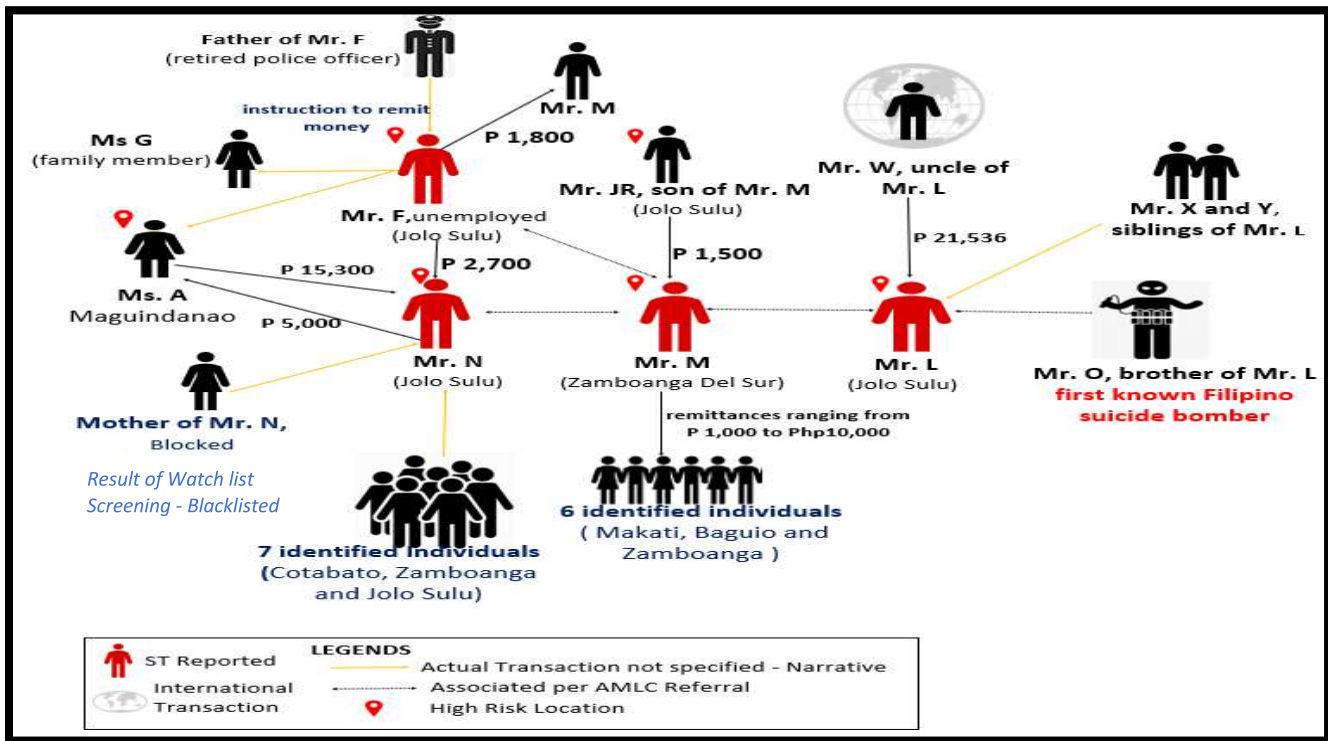 Father of Mr. F
(retired police officer)
instruction to remit
money
Mr. M
P 1,800
Ms G
(family member)
Mr. JR, son of Mr. M
(Jolo Sulu)
Mr. W, uncle of
Mr. L
Mr. X and Y,
siblings of Mr. L
Mr. F,unemployed
(Jolo Sulu)
P 15,300
P 2,700
P 1,500
P 21,536
Ms. A
Maguindanao
P 5,000
Mr. N
(Jolo Sulu)
Mr. M
(Zamboanga Del Sur)
Mr. L
(Jolo Sulu)
Mr. O, brother of Mr. L
first known Filipino
suicide bomber
Mother of Mr. N,
Blocked
Result of Watch list
Screening - Blacklisted
remittances ranging from
P 1,000 to Php10,000
7 identified Individuals
(Cotabato, Zamboanga
and Jolo Sulu)
6 identified individuals
( Makati, Baguio and
Zamboanga )
LEGENDS
ST Reported
Actual Transaction not specified - Narrative
International
Transaction
Associated per AMLC Referral
High Risk Location